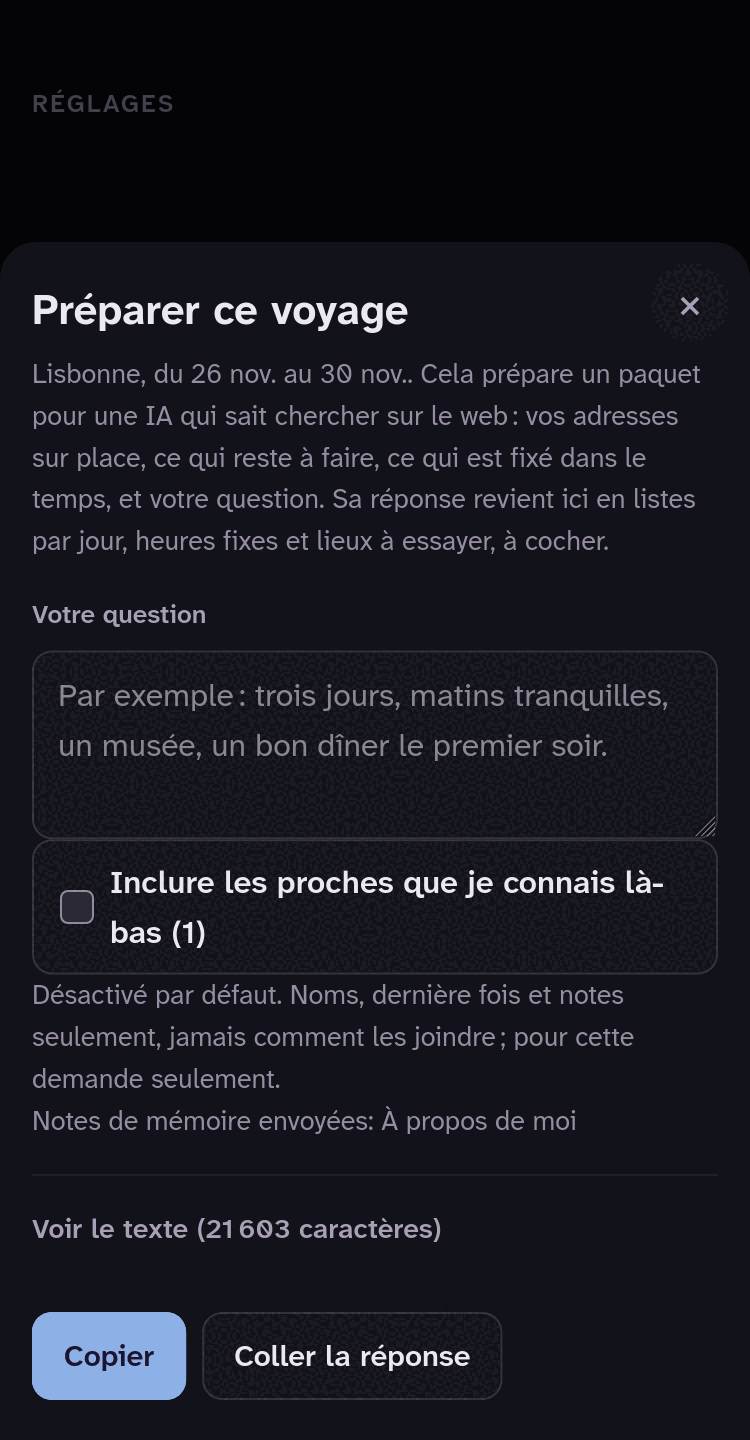 RÉGLAGES
Préparer ce voyage
×
Lisbonne, du 26 nov. au 30 nov.. Cela prépare un paquet
pour une IA qui sait chercher sur le web : vos adresses
sur place, ce qui reste à faire, ce qui est fixé dans le
temps, et votre question. Sa réponse revient ici en listes
par jour, heures fixes et lieux à essayer, à cocher.
Votre question
Par exemple : trois jours, matins tranquilles,
un musée, un bon dîner le premier soir.
Inclure les proches que je connais là-
bas (1)
Désactivé par défaut. Noms, dernière fois et notes
seulement, jamais comment les joindre ; pour cette
demande seulement.
Notes de mémoire envoyées: À propos de moi
Voir le texte (21 603 caractères)
Copier
Coller la réponse